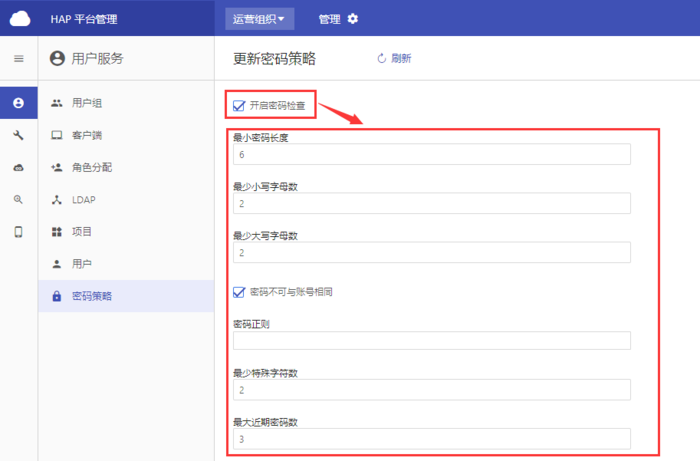 HAP 平台管理
运营组织
管理
用户服务
更新密码策略
刷新
用户组
客户端
角色分配
LDAP
项目
用户
密码策略
开启密码检查
最小密码长度
6
最少小写字母数
2
最少大写字母数
2
密码不可与账号相同
密码正则
最少特殊字符数
2
最大近期密码数
3